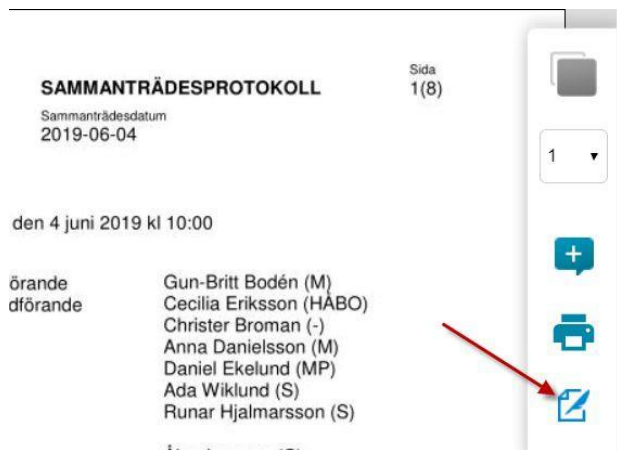 Sida
SAMMANTRÄDESPROTOKOLL 1(8)
Sammanträdesdatum
2019-06-04
1
den 4 juni 2019 kl 10:00
örande Gun-Britt Bodén (M)
dförande Cecilia Eriksson (HÅBO)
Christer Broman (-)
Anna Danielsson (M)
Daniel Ekelund (MP)
Ada Wiklund (S)
Runar Hjalmarsson (S)